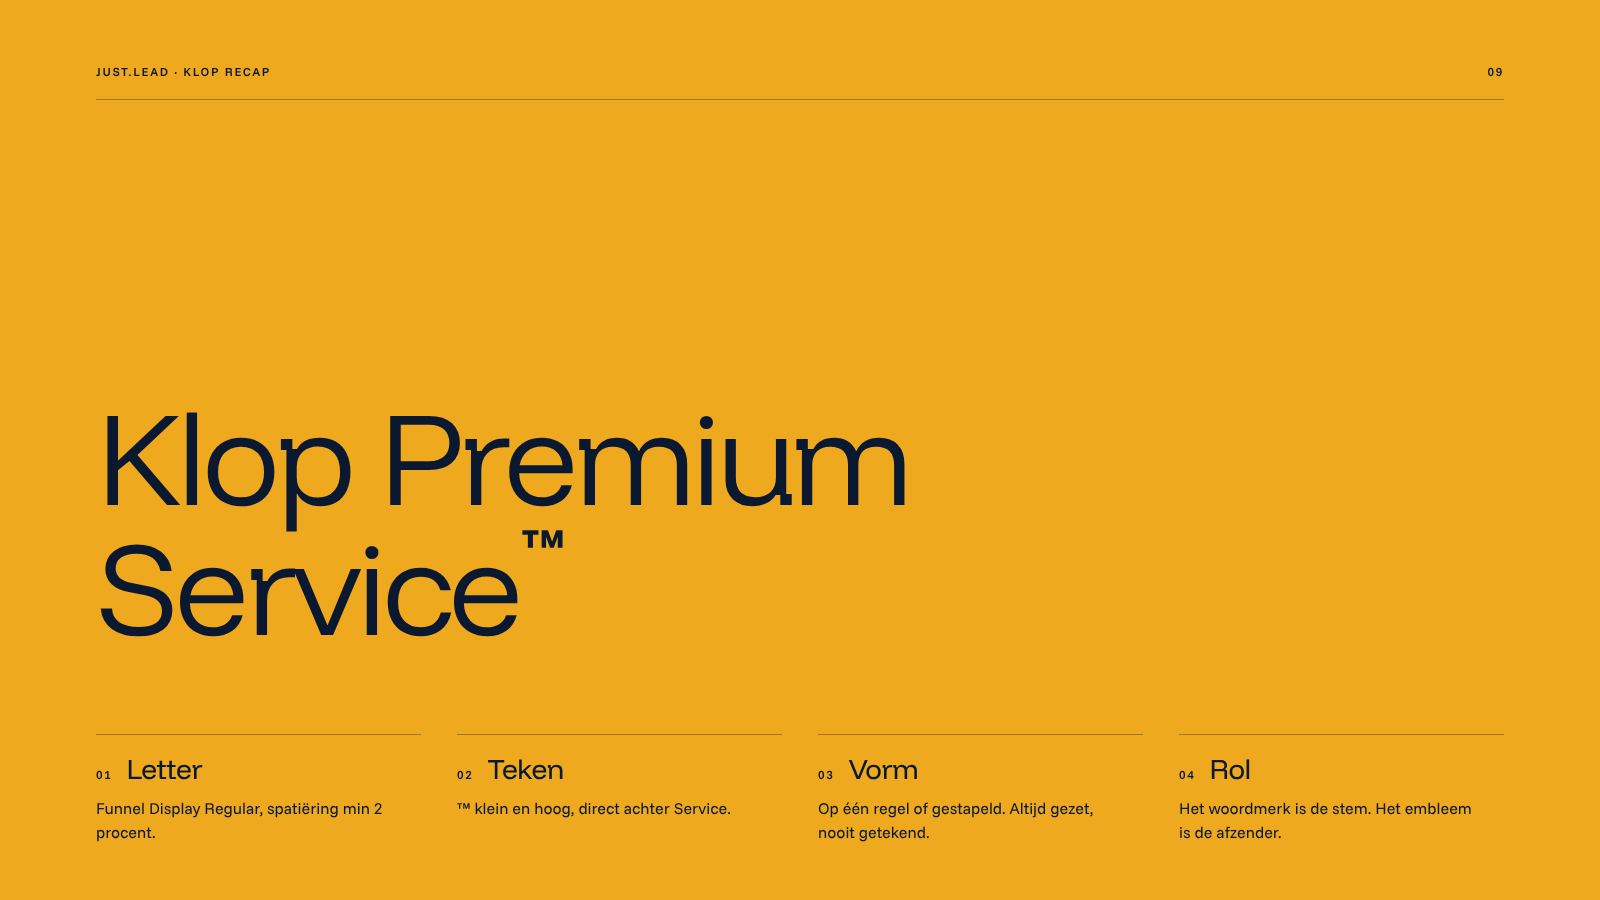 JUST.LEAD · KLOP RECAP
09
Klop Premium
Service™
01 Letter
Funnel Display Regular, spatiëring min 2
procent.
02 Teken
™ klein en hoog, direct achter Service.
03 Vorm
Op één regel of gestapeld. Altijd gezet,
nooit getekend.
04 Rol
Het woordmerk is de stem. Het embleem
is de afzender.